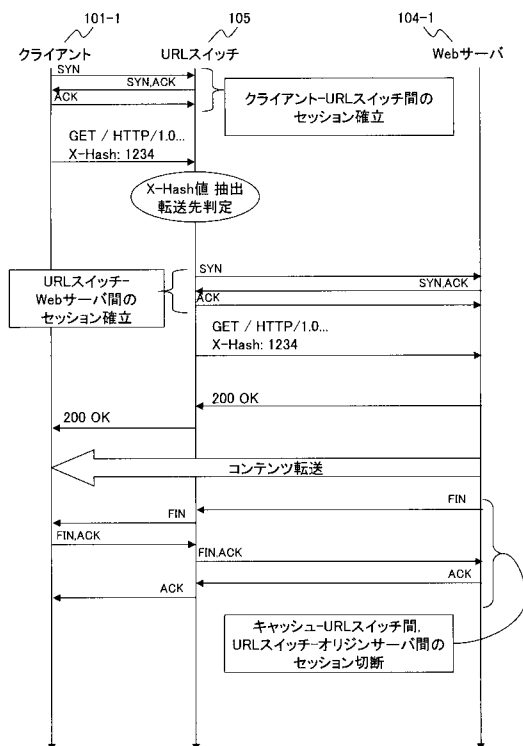 101-1
105
104-1
クライアント
URLスイッチ
Webサーバ
SYN
SYN,ACK
ACK
クライアント-URLスイッチ間の
セッション確立
GET / HTTP/1.0...
X-Hash: 1234
X-Hash値 抽出
転送先判定
SYN
SYN,ACK
ACK
URLスイッチ-
Webサーバ間の
セッション確立
GET / HTTP/1.0...
X-Hash: 1234
200 OK
200 OK
コンテンツ転送
FIN
FIN
FIN,ACK
FIN,ACK
ACK
ACK
キャッシュ-URLスイッチ間,
URLスイッチ-オリジンサーバ間の
セッション切断